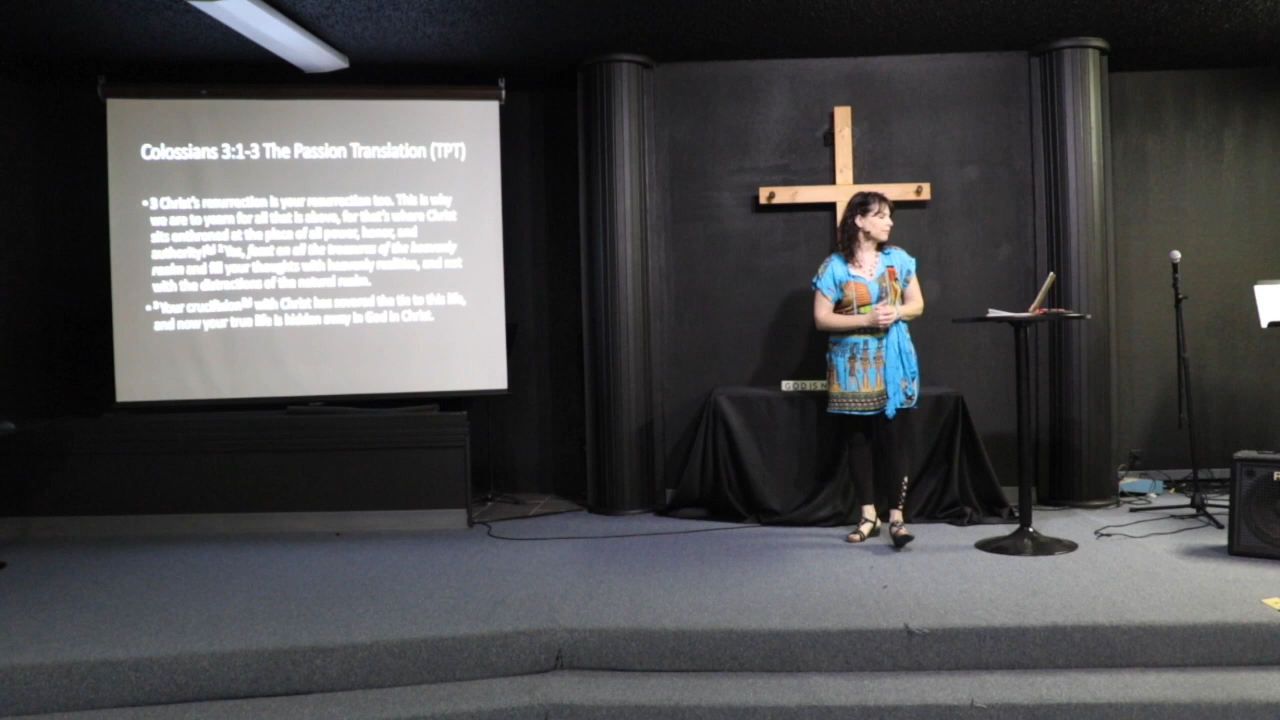 Colossians 3:1-3 The Passion Translation (TPT)
• 3 Christ's resurrection is your resurrection too. This is why
we are to yearn for all that is above, for that's where Christ
sits enthroned at the place of all power, honor, and
authority! 2 Yes, feast on all the treasures of the heavenly
realm and fill your thoughts with heavenly realities, and not
with the distractions of the natural realm.
• 3 Your crucifixion with Christ has severed the tie to this life,
and now your true life is hidden away in God in Christ.
GOD IS N